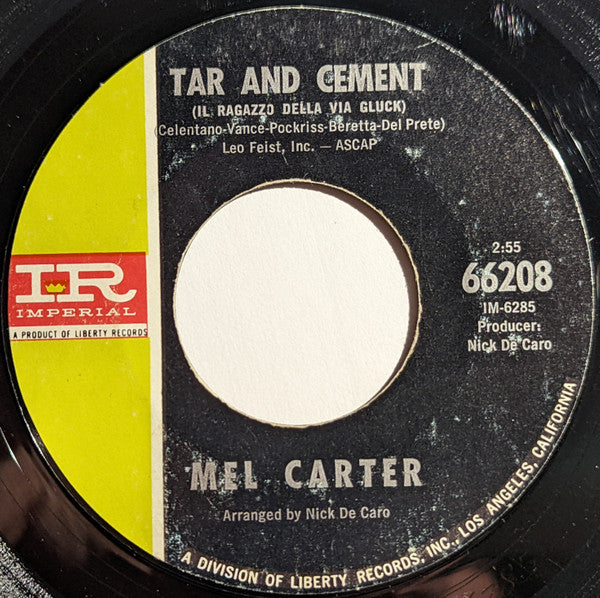 TAR AND CEMENT
(IL RAGAZZO DELLA VIA GLUCK)
(Celentano-Vance-Pockriss-Beretta-Del Prete)
Leo Feist, Inc. — ASCAP
2:55
66208
IM-6285
Producer:
Nick De Caro
IR
IMPERIAL
A PRODUCT OF LIBERTY RECORDS
MEL CARTER
Arranged by Nick De Caro
A DIVISION OF LIBERTY RECORDS, INC., LOS ANGELES, CALIFORNIA